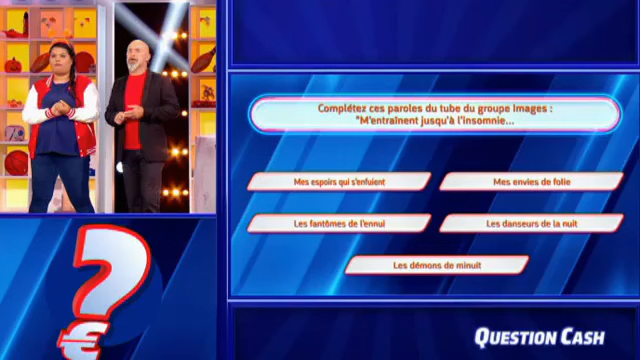 Complétez ces paroles du tube du groupe Images :
"M'entraînent jusqu'à l'insomnie...
Mes espoirs qui s'enfuient
Mes envies de folie
Les fantômes de l'ennui
Les danseurs de la nuit
Les démons de minuit
?
€
QUESTION CASH